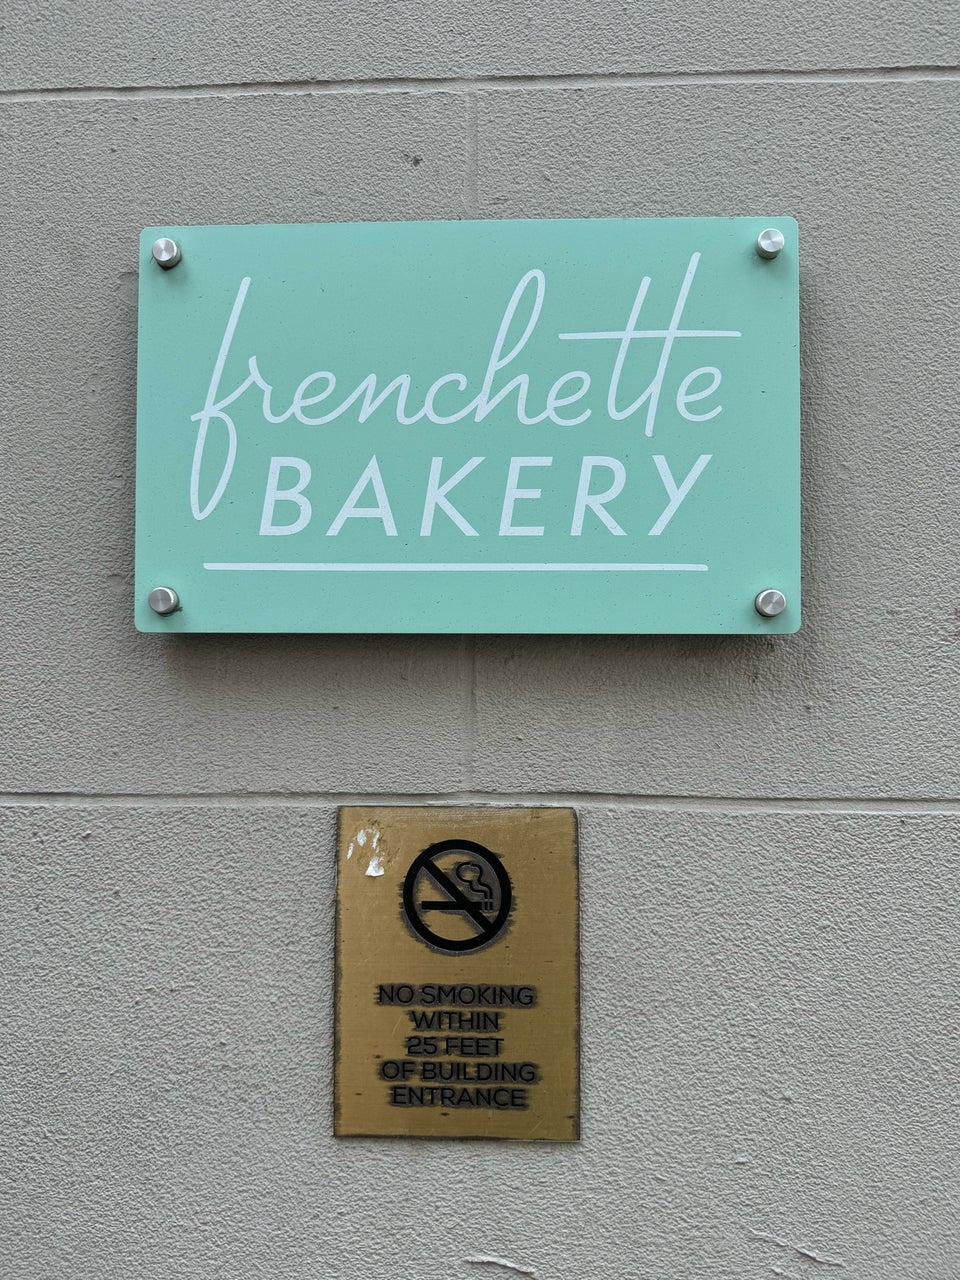 frenchette
BAKERY
NO SMOKING
WITHIN
25 FEET
OF BUILDING
ENTRANCE